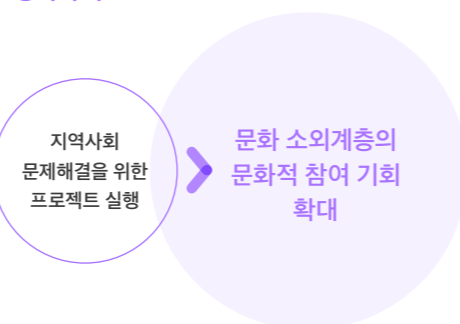 지역사회
문제해결을 위한
프로젝트 실행
문화 소외계층의
문화적 참여 기회
확대